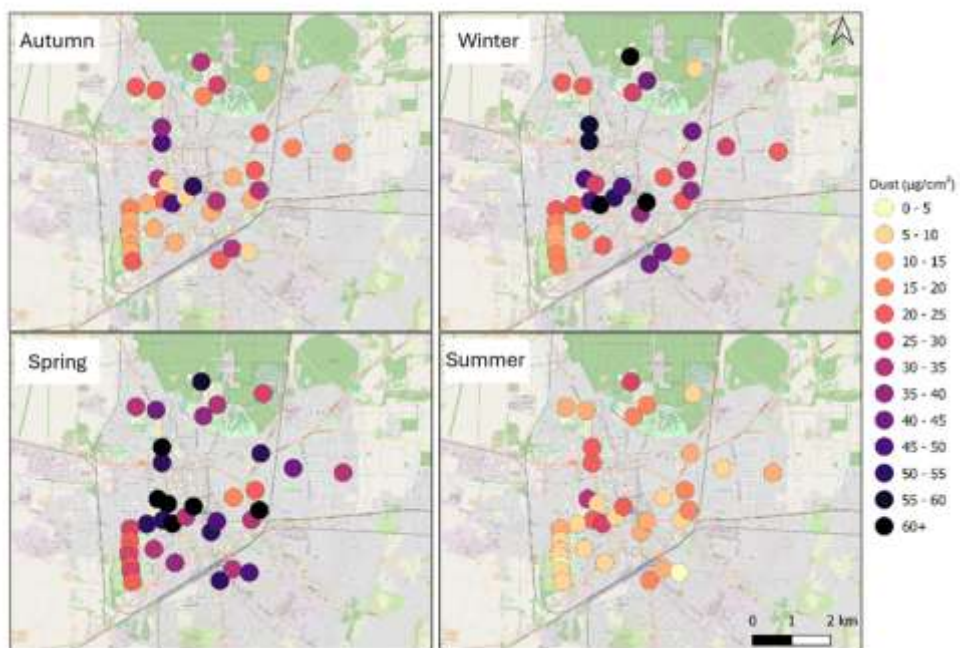 Autumn
Winter
Spring
Summer
Dust (µg/cm²)
0 - 5
5 - 10
10 - 15
15 - 20
20 - 25
25 - 30
30 - 35
35 - 40
40 - 45
45 - 50
50 - 55
55 - 60
60+
0 1 2 km